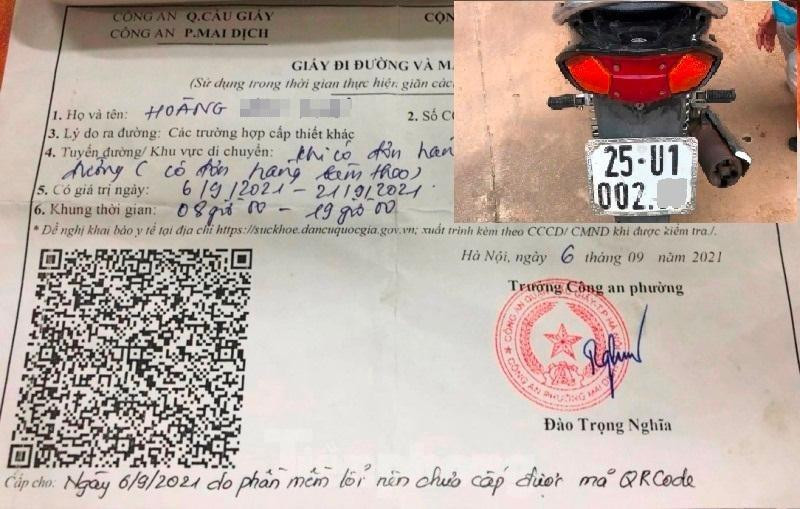 CÔNG AN Q.CẦU GIẤY
CÔNG AN P.MAI DỊCH
CỘN
GIẤY ĐI ĐƯỜNG VÀ MÃ
(Sử dụng trong thời gian thực hiện giãn các
1. Họ và tên: HOÀNG
2. Số C
3. Lý do ra đường: Các trường hợp cấp thiết khác
4. Tuyến đường/ Khu vực di chuyển: Khi có đơn hàn
đường ( có đơn hàng kèm theo)
5. Có giá trị ngày: 6/9/2021 - 21/9/2021
6. Khung thời gian: 08 giờ 00 - 19 giờ 00
* Đề nghị khai báo y tế tại địa chỉ https://suckhoe.dancuquocgia.gov.vn; xuất trình kèm theo CCCD/ CMND khi được kiểm tra./.
Hà Nội, ngày 6 tháng 09 năm 2021
Trưởng Công an phường
CÔNG AN PHƯỜNG MAI DỊCH
Đào Trọng Nghĩa
Cấp cho: Ngày 6/9/2021 do phần mềm lỗi nên chưa cấp được mã QRCode
25-U1
002.